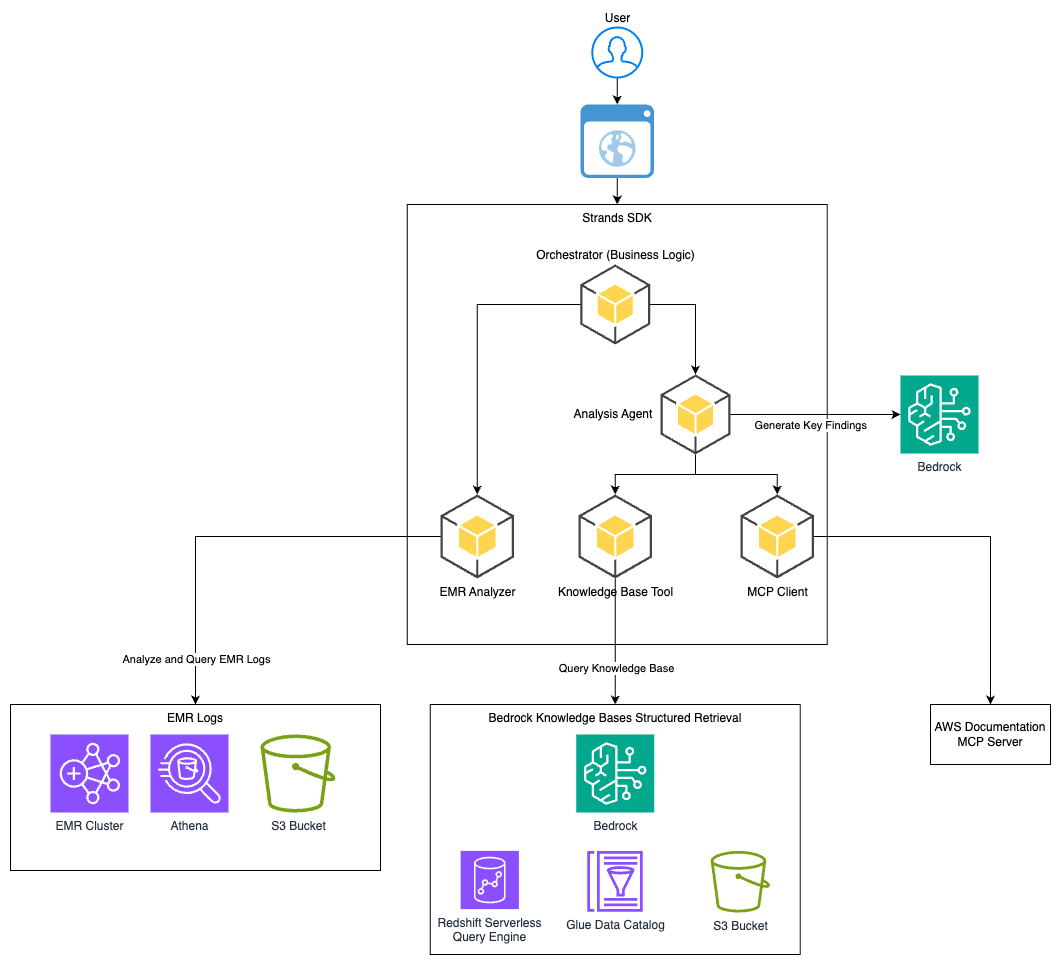 User
Strands SDK
Orchestrator (Business Logic)
Analysis Agent
Generate Key Findings
Bedrock
EMR Analyzer
Knowledge Base Tool
MCP Client
Analyze and Query EMR Logs
Query Knowledge Base
EMR Logs
EMR Cluster
Athena
S3 Bucket
Bedrock Knowledge Bases Structured Retrieval
Bedrock
Redshift Serverless
Query Engine
Glue Data Catalog
S3 Bucket
AWS Documentation
MCP Server